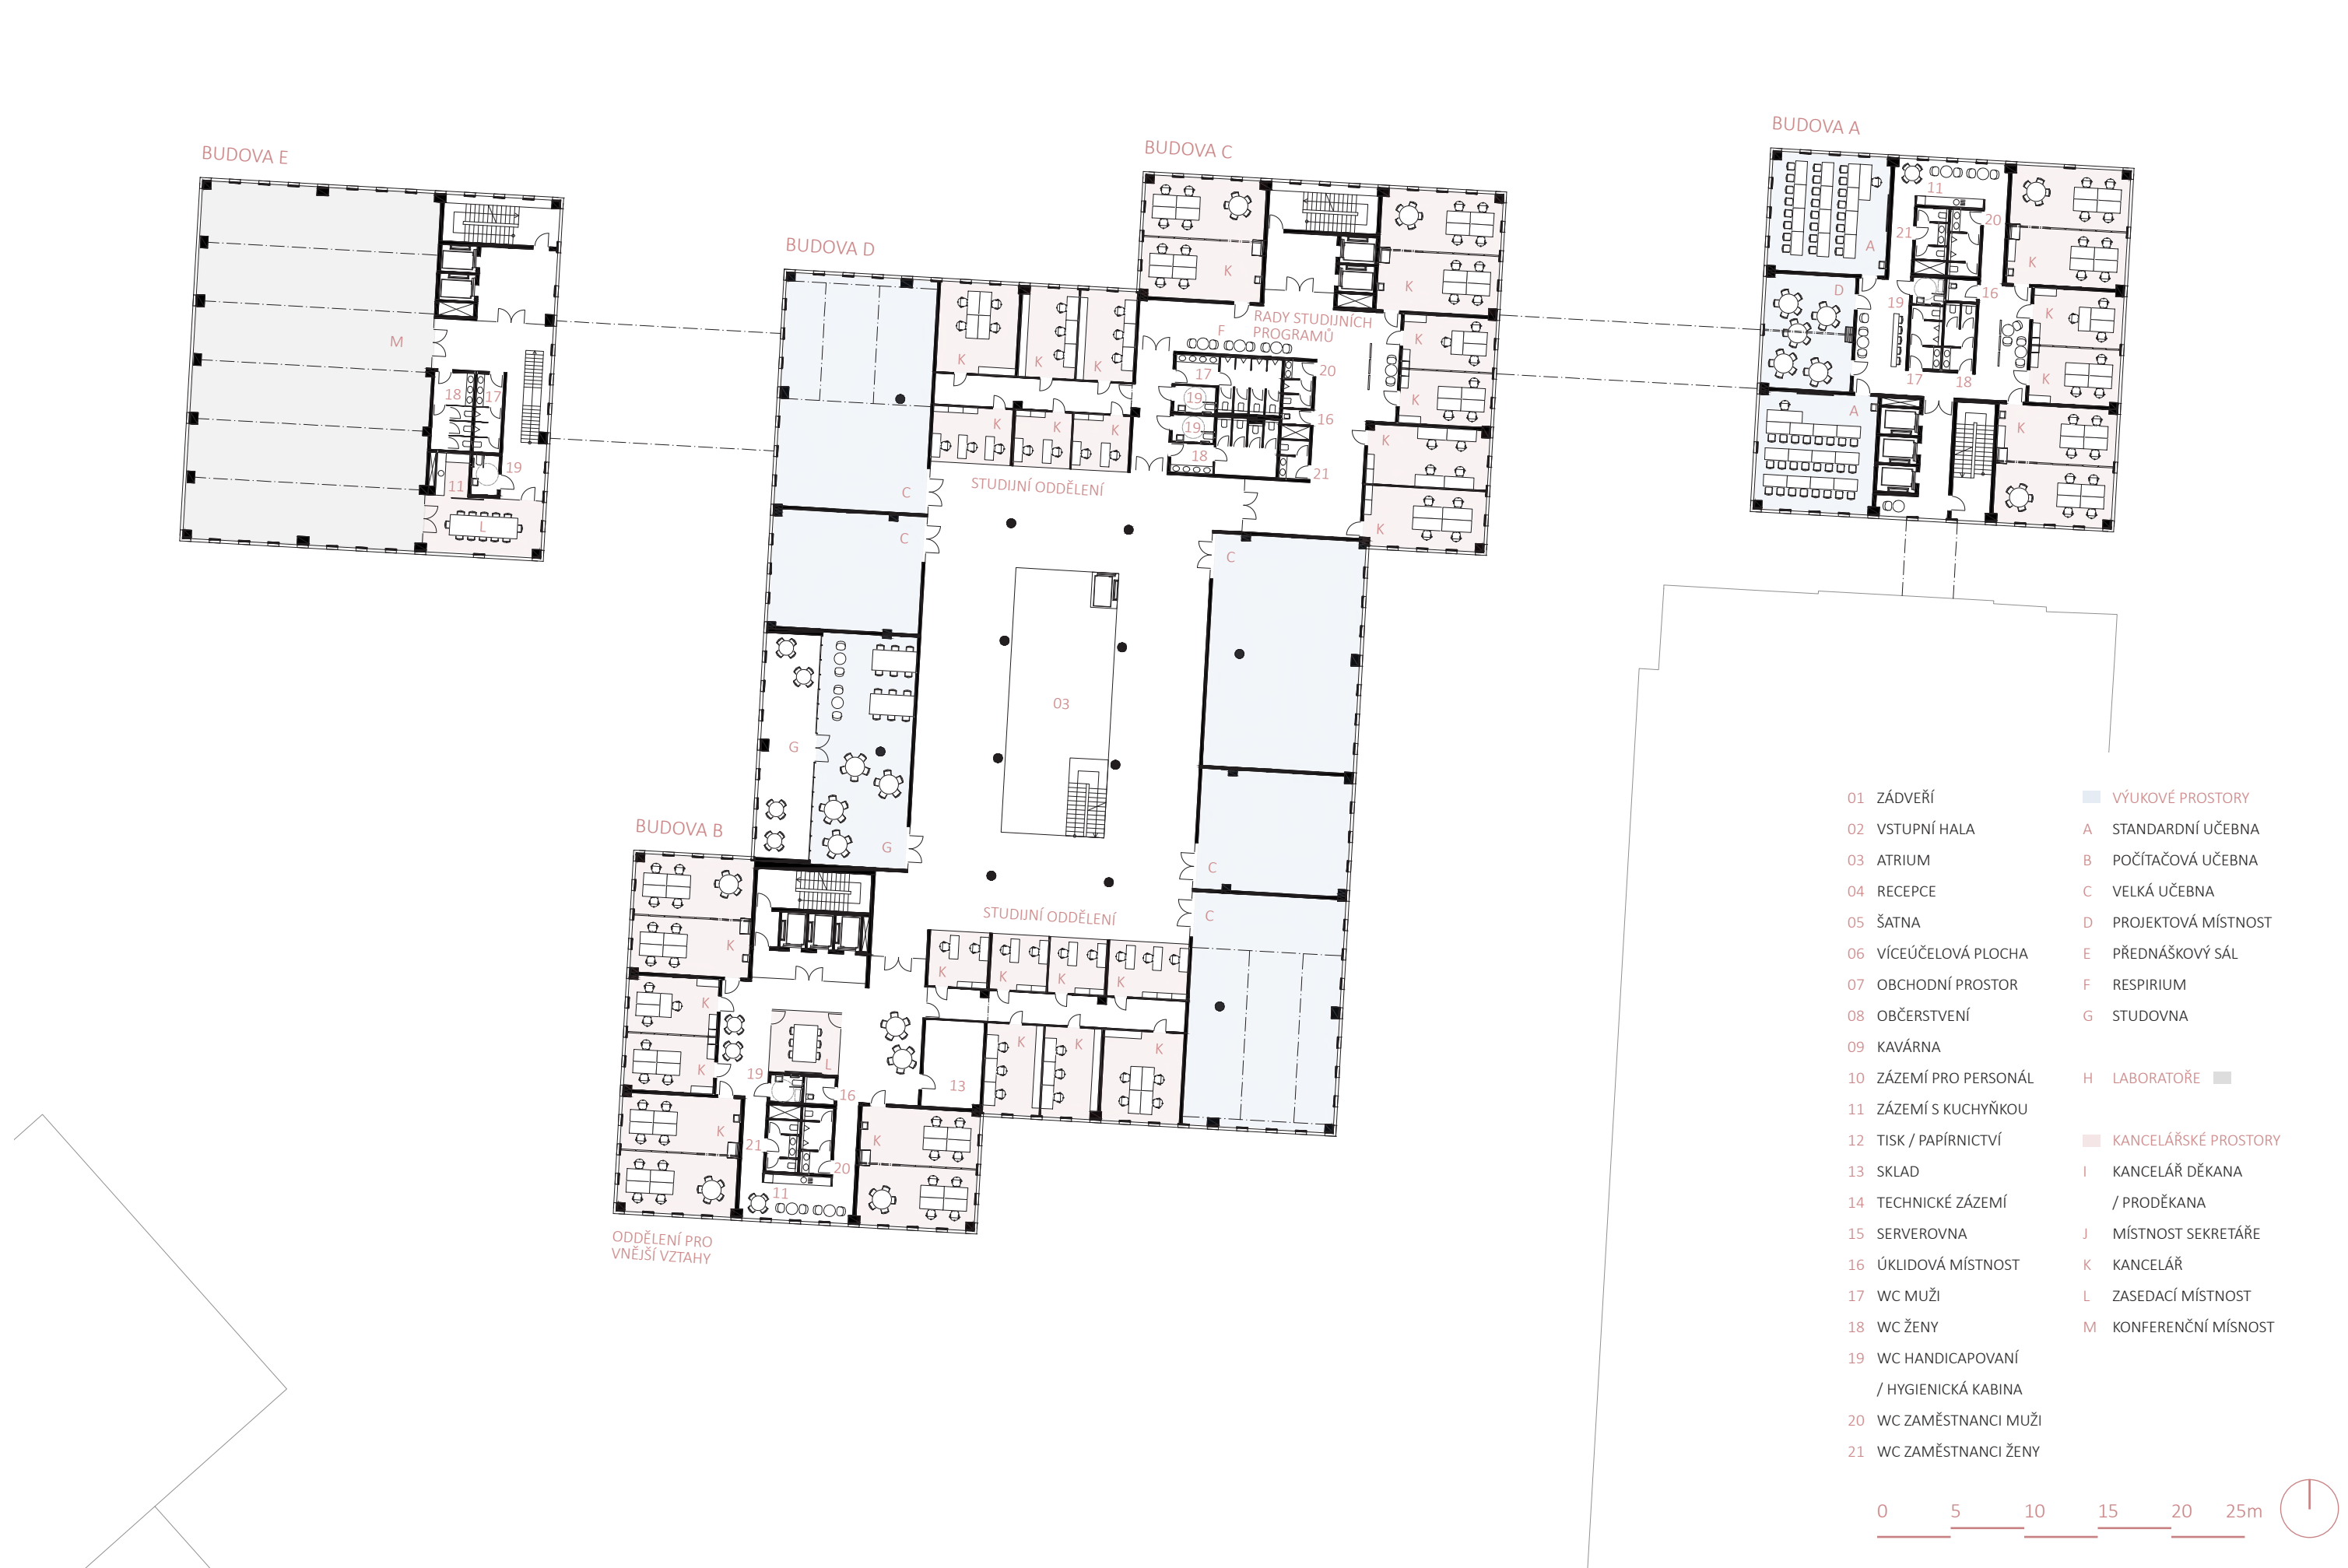 BUDOVA A
BUDOVA C
BUDOVA E
BUDOVA D
11
20
21
A
D
16
19
K
K
17
18
K
A
K
K
K
RADY STUDIJNÍCH
PROGRAMŮ
F
17
20
19
16
19
18
21
K
K
K
K
K
K
M
18
17
19
11
L
K
K
K
K
K
K
STUDIJNÍ ODDĚLENÍ
C
C
C
03
G
G
C
C
BUDOVA B
STUDIJNÍ ODDĚLENÍ
K
K
K
K
K
K
K
K
K
K
L
13
19
16
K
21
K
20
11
ODDĚLENÍ PRO
VNĚJŠÍ VZTAHY
01 ZÁDVEŘÍ
02 VSTUPNÍ HALA
03 ATRIUM
04 RECEPCE
05 ŠATNA
06 VÍCEÚČELOVÁ PLOCHA
07 OBCHODNÍ PROSTOR
08 OBČERSTVENÍ
09 KAVÁRNA
10 ZÁZEMÍ PRO PERSONÁL
11 ZÁZEMÍ S KUCHYŇKOU
12 TISK / PAPÍRNICTVÍ
13 SKLAD
14 TECHNICKÉ ZÁZEMÍ
15 SERVEROVNA
16 ÚKLIDOVÁ MÍSTNOST
17 WC MUŽI
18 WC ŽENY
19 WC HANDICAPOVANÍ
/ HYGIENICKÁ KABINA
20 WC ZAMĚSTNANCI MUŽI
21 WC ZAMĚSTNANCI ŽENY
VÝUKOVÉ PROSTORY
A STANDARDNÍ UČEBNA
B POČÍTAČOVÁ UČEBNA
C VELKÁ UČEBNA
D PROJEKTOVÁ MÍSTNOST
E PŘEDNÁŠKOVÝ SÁL
F RESPIRIUM
G STUDOVNA
H LABORATOŘE
KANCELÁŘSKÉ PROSTORY
I KANCELÁŘ DĚKANA
/ PRODĚKANA
J MÍSTNOST SEKRETÁŘE
K KANCELÁŘ
L ZASEDACÍ MÍSTNOST
M KONFERENČNÍ MÍSNOST
0 5 10 15 20 25m